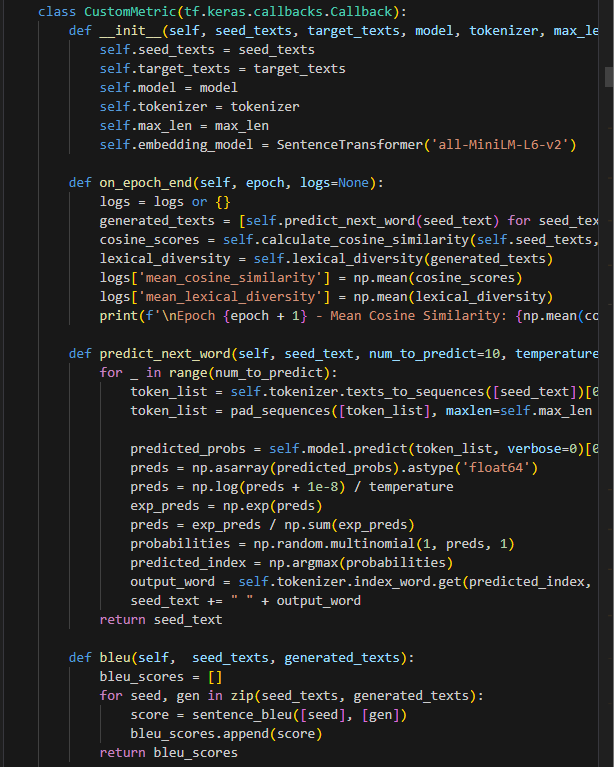 class CustomMetric(tf.keras.callbacks.Callback):
    def __init__(self, seed_texts, target_texts, model, tokenizer, max_le
        self.seed_texts = seed_texts
        self.target_texts = target_texts
        self.model = model
        self.tokenizer = tokenizer
        self.max_len = max_len
        self.embedding_model = SentenceTransformer('all-MiniLM-L6-v2')

    def on_epoch_end(self, epoch, logs=None):
        logs = logs or {}
        generated_texts = [self.predict_next_word(seed_text) for seed_tex
        cosine_scores = self.calculate_cosine_similarity(self.seed_texts,
        lexical_diversity = self.lexical_diversity(generated_texts)
        logs['mean_cosine_similarity'] = np.mean(cosine_scores)
        logs['mean_lexical_diversity'] = np.mean(lexical_diversity)
        print(f'\nEpoch {epoch + 1} - Mean Cosine Similarity: {np.mean(co

    def predict_next_word(self, seed_text, num_to_predict=10, temperature
        for _ in range(num_to_predict):
            token_list = self.tokenizer.texts_to_sequences([seed_text])[0
            token_list = pad_sequences([token_list], maxlen=self.max_len

            predicted_probs = self.model.predict(token_list, verbose=0)[0
            preds = np.asarray(predicted_probs).astype('float64')
            preds = np.log(preds + 1e-8) / temperature
            exp_preds = np.exp(preds)
            preds = exp_preds / np.sum(exp_preds)
            probabilities = np.random.multinomial(1, preds, 1)
            predicted_index = np.argmax(probabilities)
            output_word = self.tokenizer.index_word.get(predicted_index,
            seed_text += " " + output_word
        return seed_text

    def bleu(self,  seed_texts, generated_texts):
        bleu_scores = []
        for seed, gen in zip(seed_texts, generated_texts):
            score = sentence_bleu([seed], [gen])
            bleu_scores.append(score)
        return bleu_scores